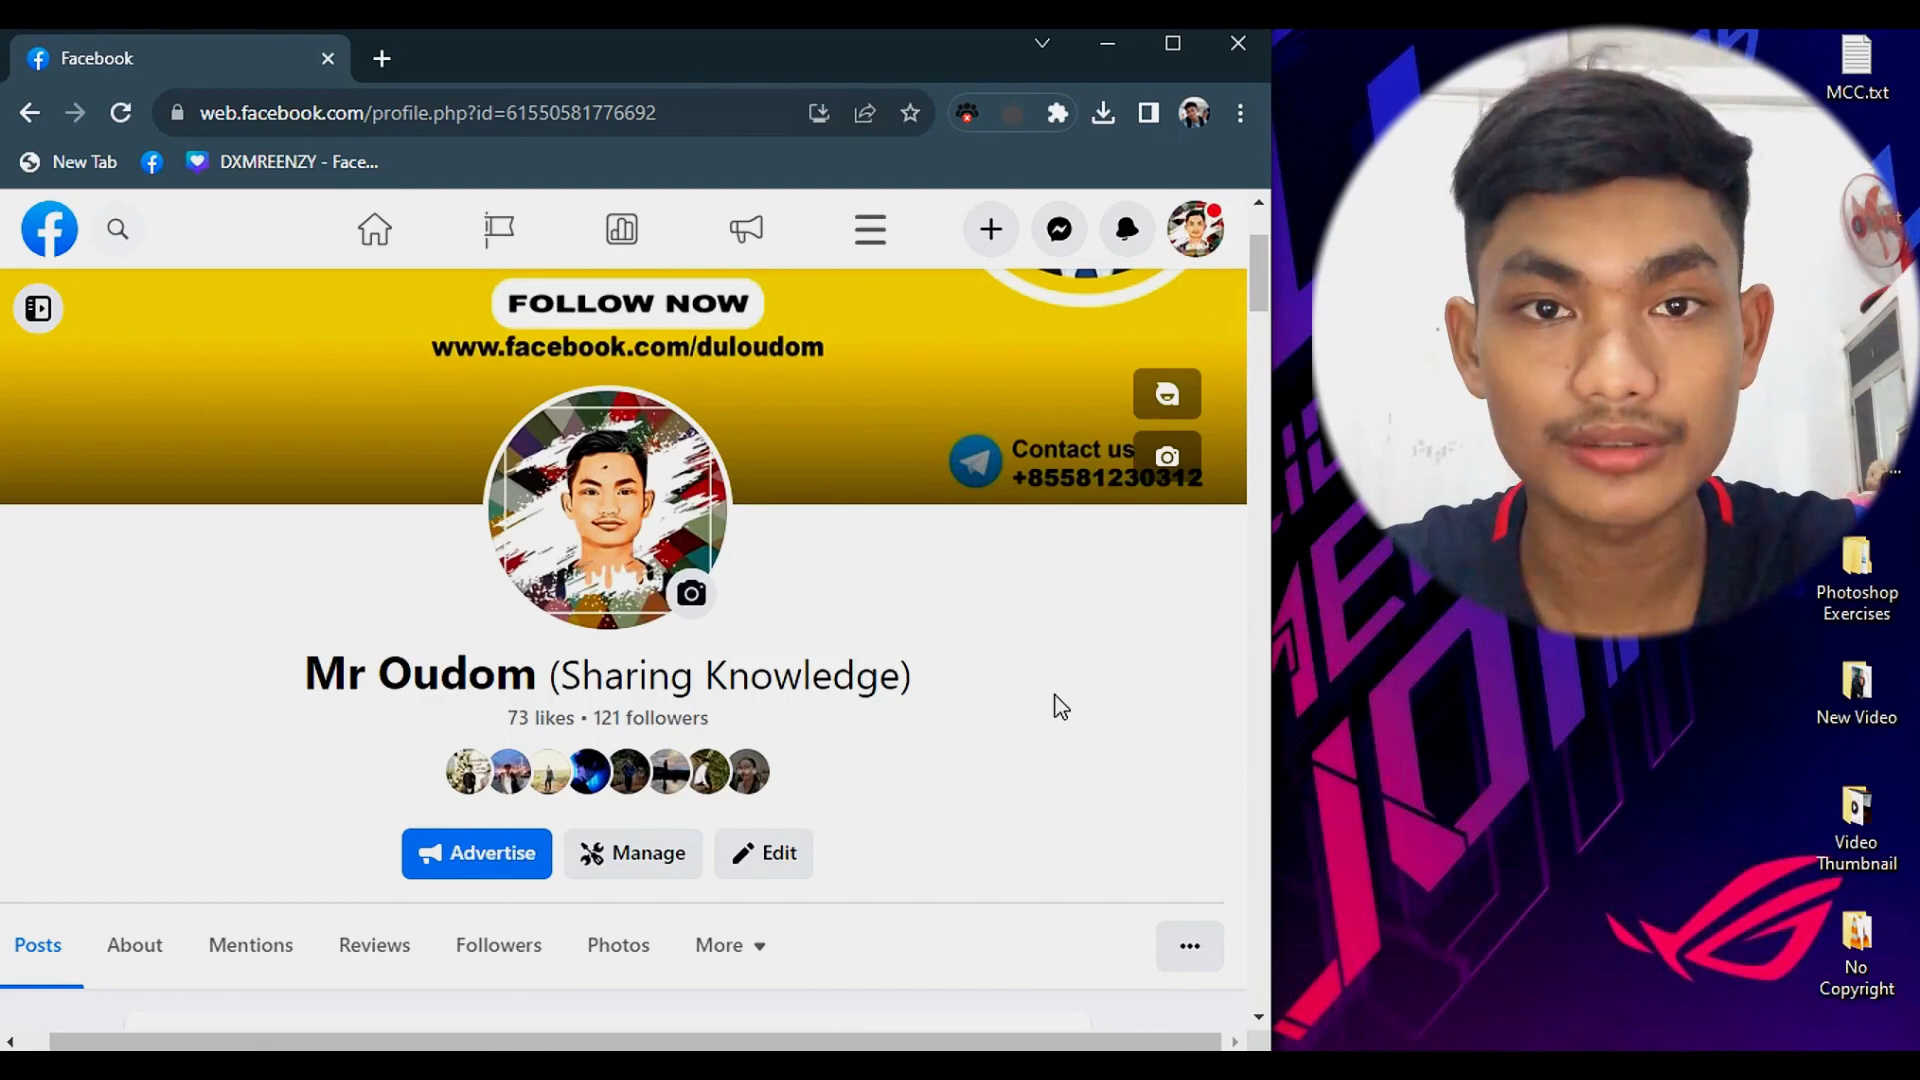 Facebook
web.facebook.com/profile.php?id=61550581776692
New Tab
DXMREENZY - Face...
FOLLOW NOW
www.facebook.com/duloudom
Contact us
+85581230312
Mr Oudom (Sharing Knowledge)
73 likes • 121 followers
Advertise
Manage
Edit
Posts
About
Mentions
Reviews
Followers
Photos
More
MCC.txt
Photoshop
Exercises
New Video
Video
Thumbnail
No
Copyright